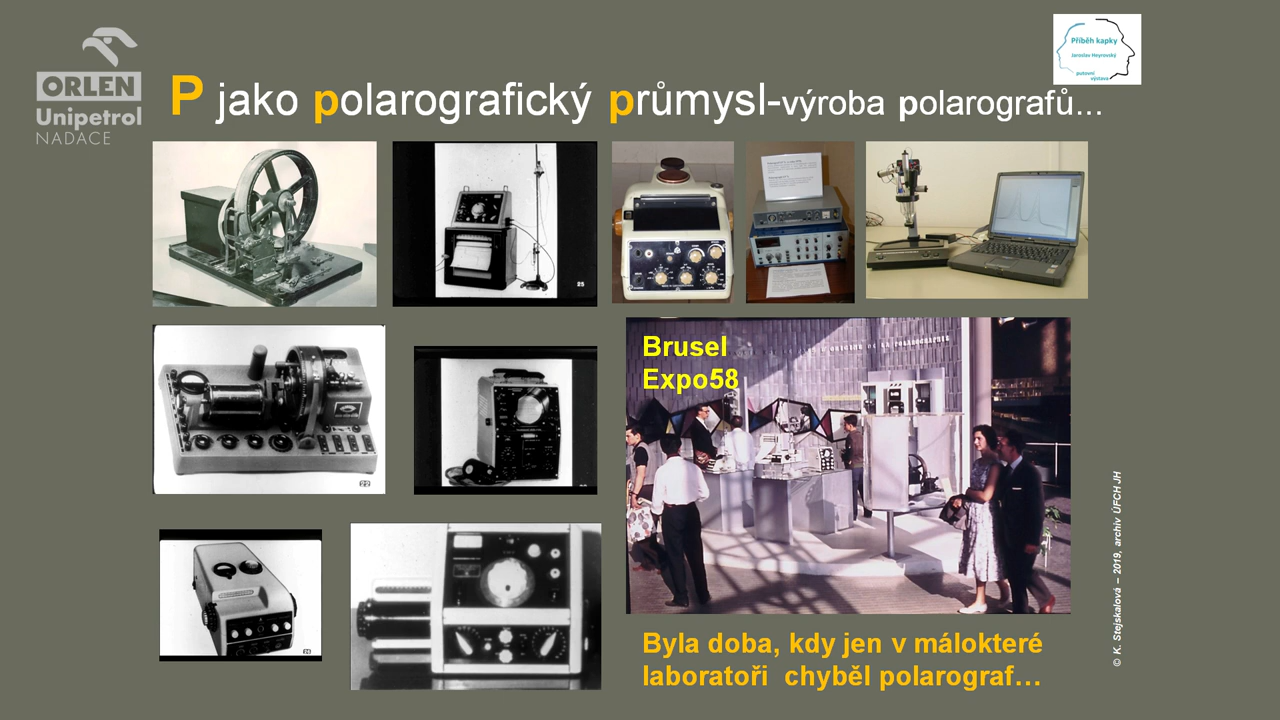 ORLEN
Unipetrol
NADACE
Příběh kapky
Jaroslav Heyrovský
putovní
výstava
P jako polarografický průmysl-výroba polarografů...
25
22
26
Brusel
Expo58
Byla doba, kdy jen v málokteré
laboratoři chyběl polarograf…
© K. Stejskalová – 2019, archiv ÚFCH JH